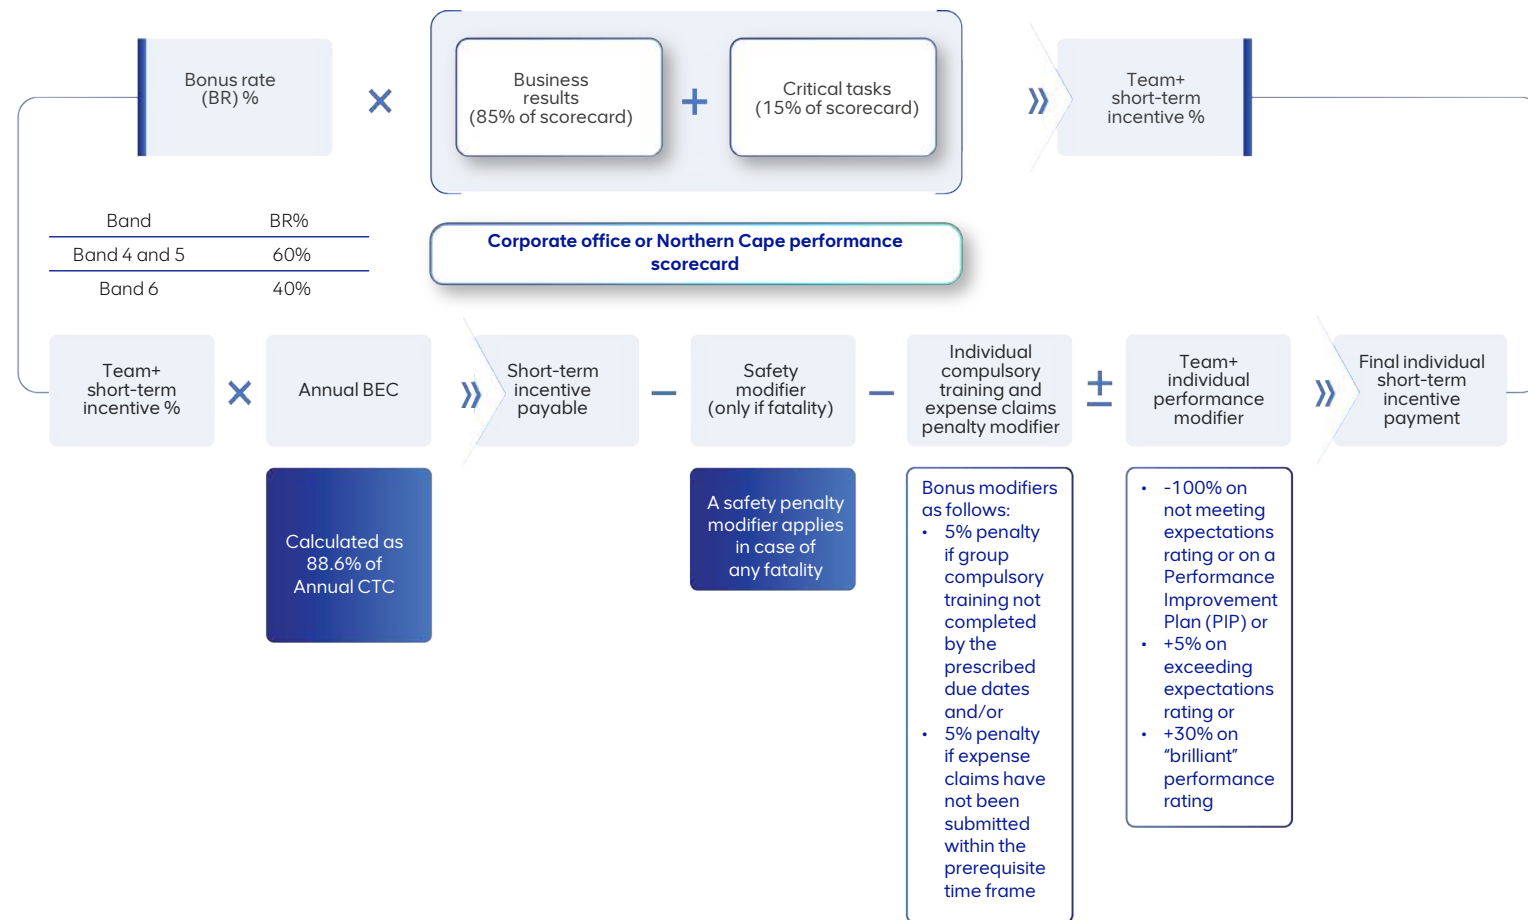 Bonus rate
(BR) %
×
Business
results
(85% of scorecard)
+
Critical tasks
(15% of scorecard)
»
Team+
short-term
incentive %
Band BR%
Band 4 and 5 60%
Band 6 40%
Corporate office or Northern Cape performance
scorecard
Team+
short-term
incentive %
×
Annual BEC
»
Short-term
incentive
payable
−
Safety
modifier
(only if fatality)
−
Individual
compulsory
training and
expense claims
penalty modifier
±
Team+
individual
performance
modifier
»
Final individual
short-term
incentive
payment
Calculated as
88.6% of
Annual CTC
A safety penalty
modifier applies
in case of
any fatality
Bonus modifiers
as follows:
• 5% penalty
if group
compulsory
training not
completed
by the
prescribed
due dates
and/or
• 5% penalty
if expense
claims have
not been
submitted
within the
prerequisite
time frame
• -100% on
not meeting
expectations
rating or on a
Performance
Improvement
Plan (PIP) or
• +5% on
exceeding
expectations
rating or
• +30% on
“brilliant”
performance
rating